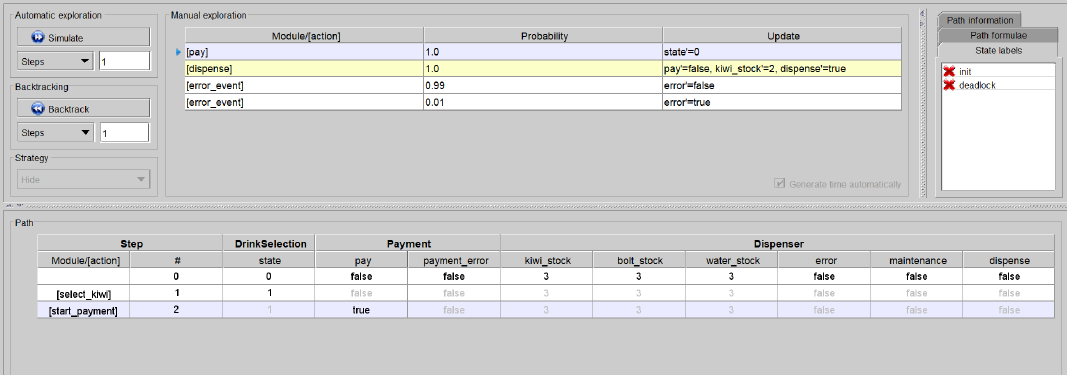 Automatic exploration
Simulate
Steps 1
Backtracking
Backtrack
Steps 1
Strategy
Hide
Manual exploration
Module/[action] Probability Update
[pay] 1.0 state'=0
[dispense] 1.0 pay'=false, kiwi_stock'=2, dispense'=true
[error_event] 0.99 error'=false
[error_event] 0.01 error'=true
Generate time automatically
Path information
Path formulae
State labels
init
deadlock
Path
Step DrinkSelection Payment Dispenser
Module/[action] # state pay payment_error kiwi_stock bolt_stock water_stock error maintenance dispense
0 0 false false 3 3 3 false false false
[select_kiwi] 1 1 false false 3 3 3 false false false
[start_payment] 2 1 true false 3 3 3 false false false